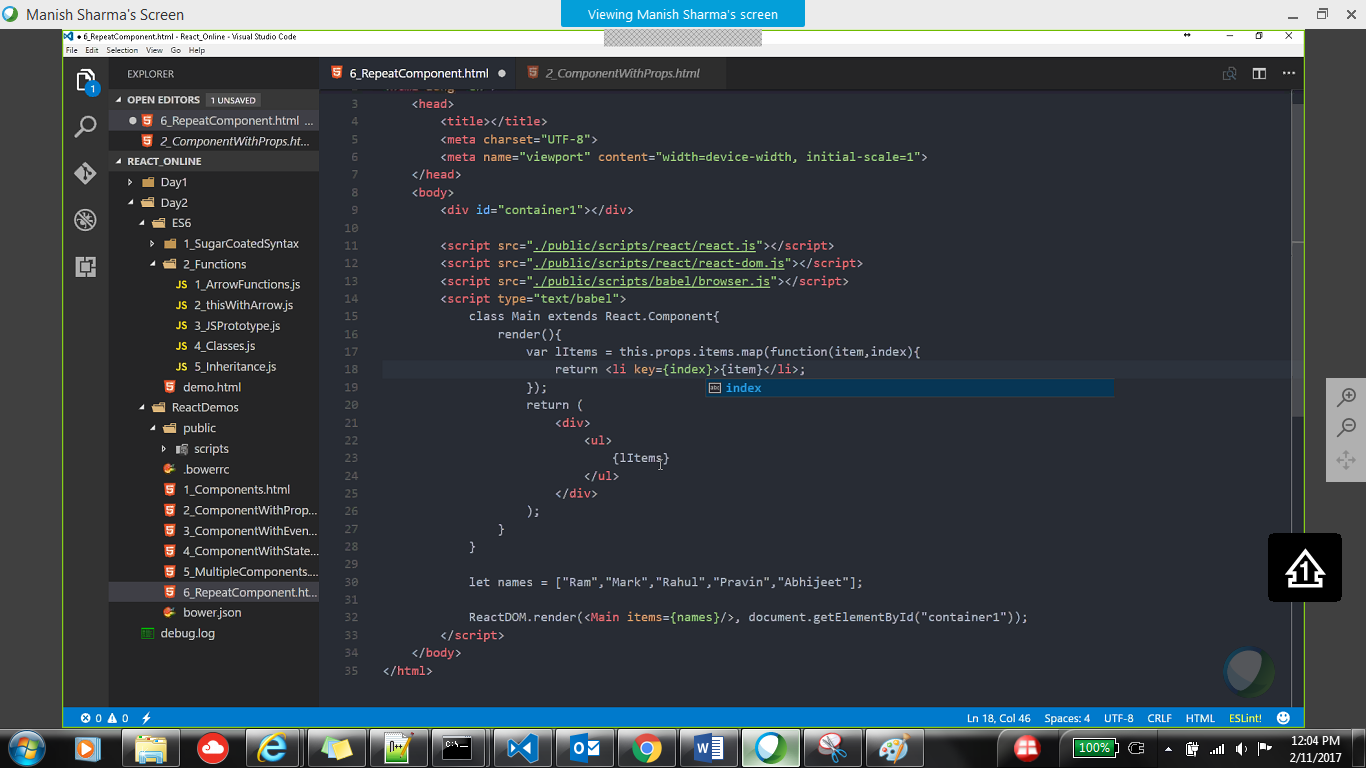 Manish Sharma's Screen
Viewing Manish Sharma's screen
● 6_RepeatComponent.html - React_Online - Visual Studio Code
File Edit Selection View Go Help
EXPLORER
OPEN EDITORS 1 UNSAVED
6_RepeatComponent.html ...
2_ComponentWithProps.ht...
REACT_ONLINE
Day1
Day2
ES6
1_SugarCoatedSyntax
2_Functions
JS 1_ArrowFunctions.js
JS 2_thisWithArrow.js
JS 3_JSPrototype.js
JS 4_Classes.js
JS 5_Inheritance.js
demo.html
ReactDemos
public
scripts
.bowerrc
1_Components.html
2_ComponentWithProp...
3_ComponentWithEven...
4_ComponentWithState...
5_MultipleComponents....
6_RepeatComponent.ht...
bower.json
debug.log
1
6_RepeatComponent.html
2_ComponentWithProps.html
3 <head>
4 <title></title>
5 <meta charset="UTF-8">
6 <meta name="viewport" content="width=device-width, initial-scale=1">
7 </head>
8 <body>
9 <div id="container1"></div>
10
11 <script src="./public/scripts/react/react.js"></script>
12 <script src="./public/scripts/react/react-dom.js"></script>
13 <script src="./public/scripts/babel/browser.js"></script>
14 <script type="text/babel">
15 class Main extends React.Component{
16 render(){
17 var lItems = this.props.items.map(function(item,index){
18 return <li key={index}>{item}</li>;
index
19 });
20 return (
21 <div>
22 <ul>
23 {lItems}
24 </ul>
25 </div>
26 );
27 }
28 }
29
30 let names = ["Ram","Mark","Rahul","Pravin","Abhijeet"];
31
32 ReactDOM.render(<Main items={names}/>, document.getElementById("container1"));
33 </script>
34 </body>
35 </html>
1
0 0
Ln 18, Col 46 Spaces: 4 UTF-8 CRLF HTML ESLint!
100%
12:04 PM
2/11/2017